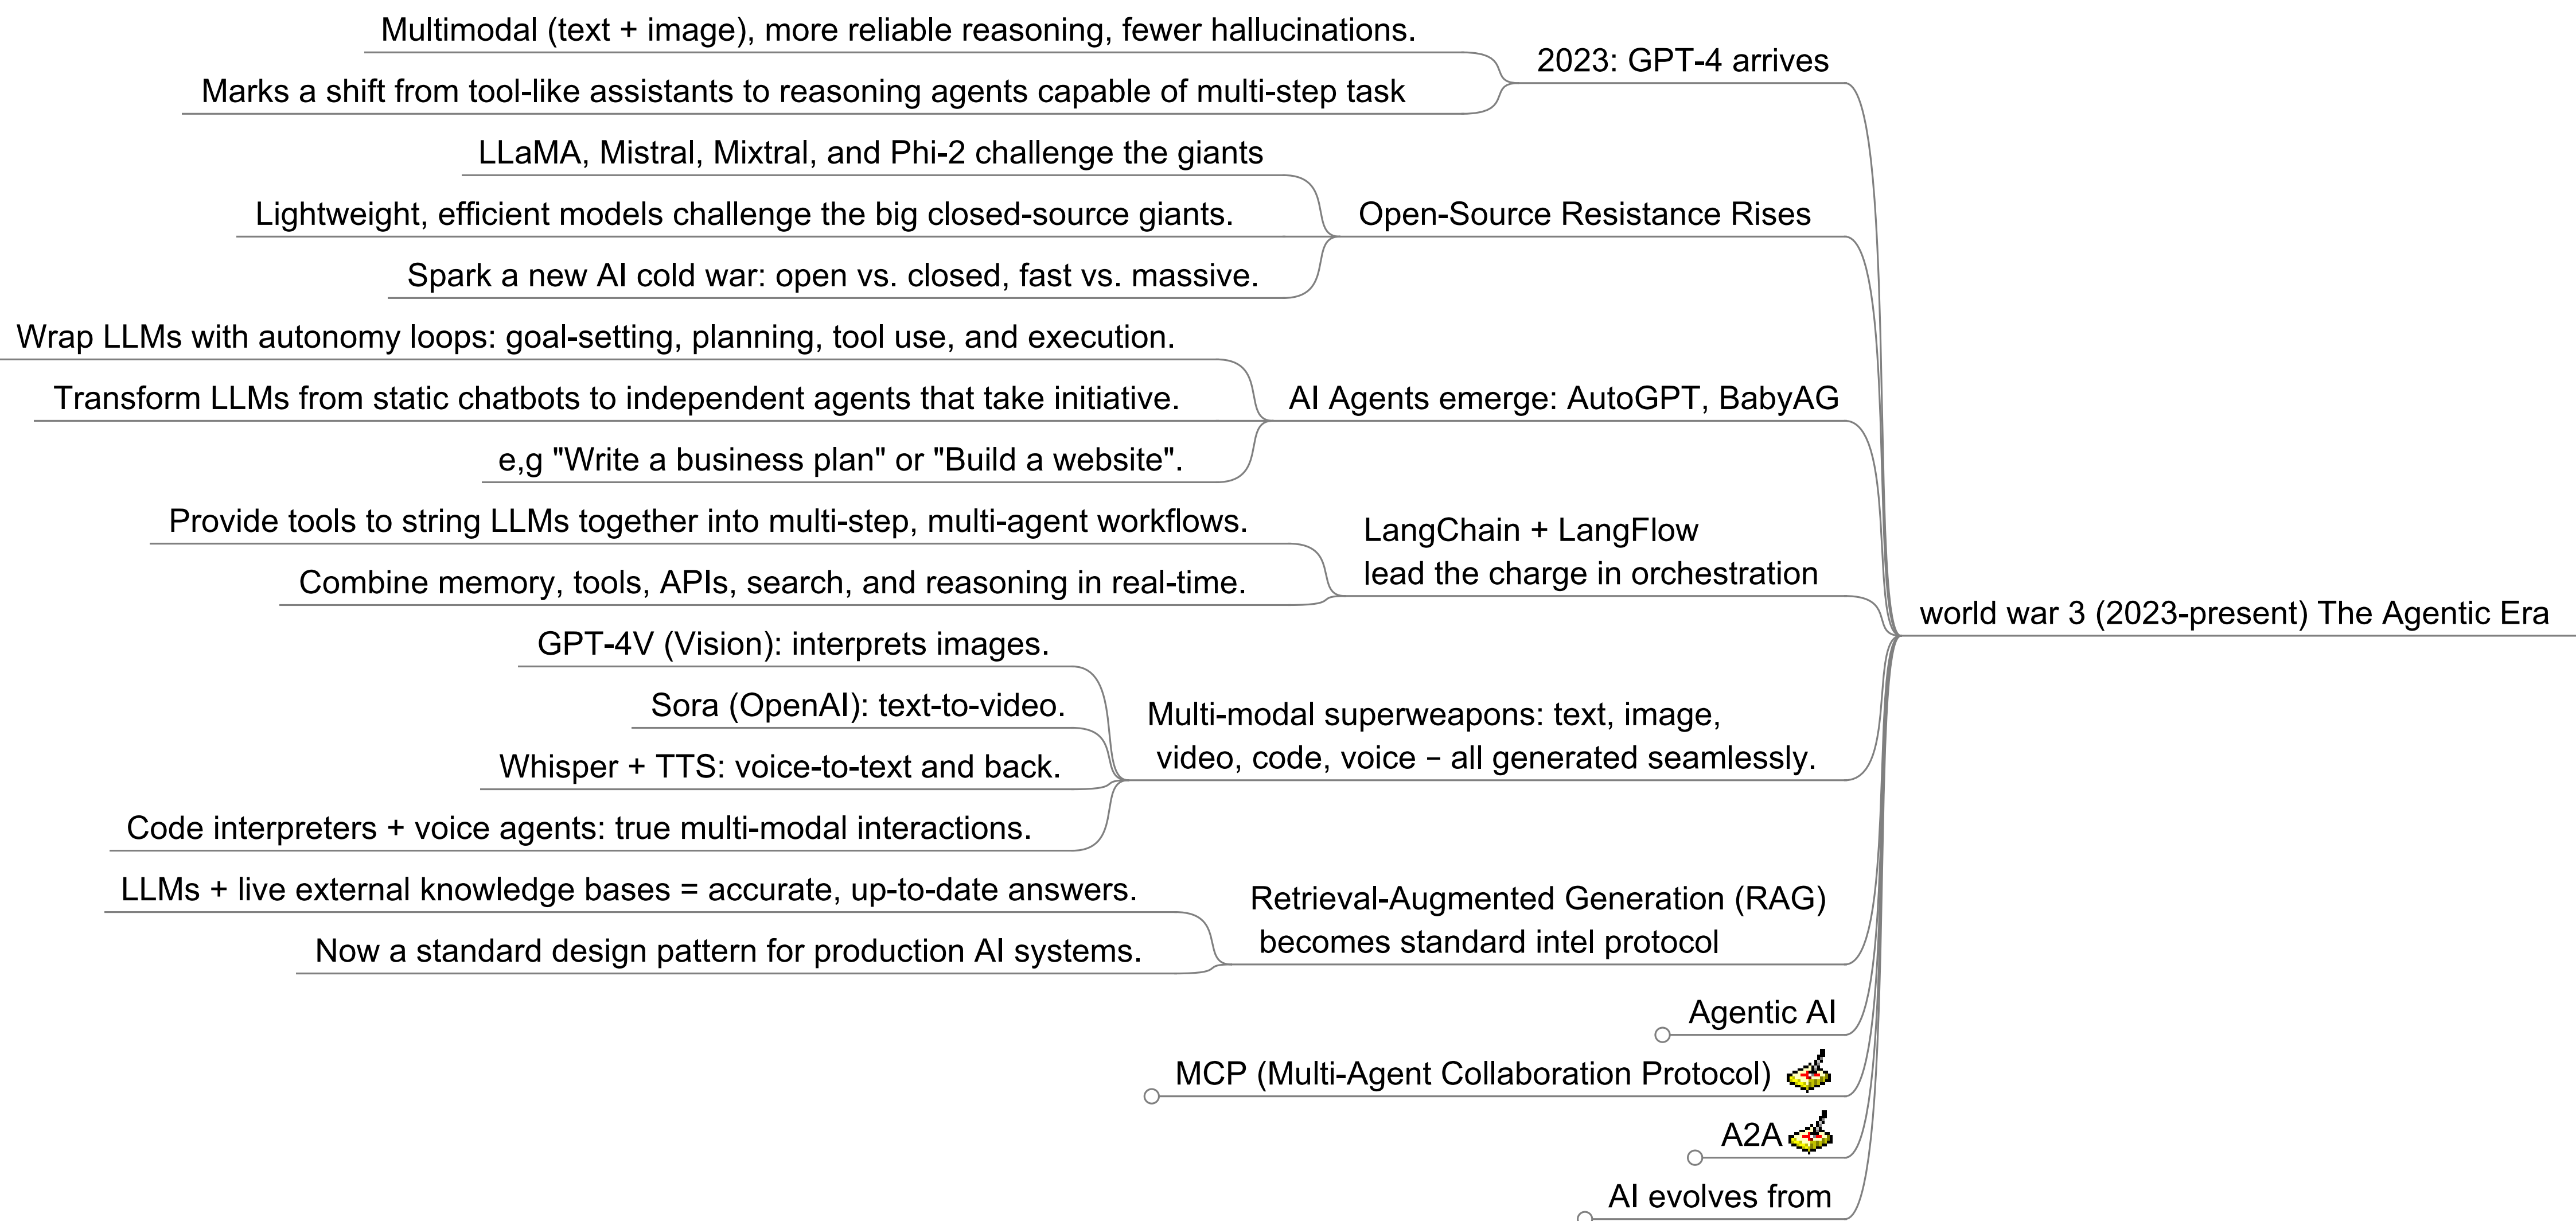 Multimodal (text + image), more reliable reasoning, fewer hallucinations.
Marks a shift from tool-like assistants to reasoning agents capable of multi-step task
2023: GPT-4 arrives
LLaMA, Mistral, Mixtral, and Phi-2 challenge the giants
Lightweight, efficient models challenge the big closed-source giants.
Spark a new AI cold war: open vs. closed, fast vs. massive.
Open-Source Resistance Rises
Wrap LLMs with autonomy loops: goal-setting, planning, tool use, and execution.
Transform LLMs from static chatbots to independent agents that take initiative.
e,g "Write a business plan" or "Build a website".
AI Agents emerge: AutoGPT, BabyAG
Provide tools to string LLMs together into multi-step, multi-agent workflows.
Combine memory, tools, APIs, search, and reasoning in real-time.
LangChain + LangFlow
lead the charge in orchestration
world war 3 (2023-present) The Agentic Era
GPT-4V (Vision): interprets images.
Sora (OpenAI): text-to-video.
Whisper + TTS: voice-to-text and back.
Code interpreters + voice agents: true multi-modal interactions.
Multi-modal superweapons: text, image,
video, code, voice – all generated seamlessly.
LLMs + live external knowledge bases = accurate, up-to-date answers.
Now a standard design pattern for production AI systems.
Retrieval-Augmented Generation (RAG)
becomes standard intel protocol
Agentic AI
MCP (Multi-Agent Collaboration Protocol)
A2A
AI evolves from